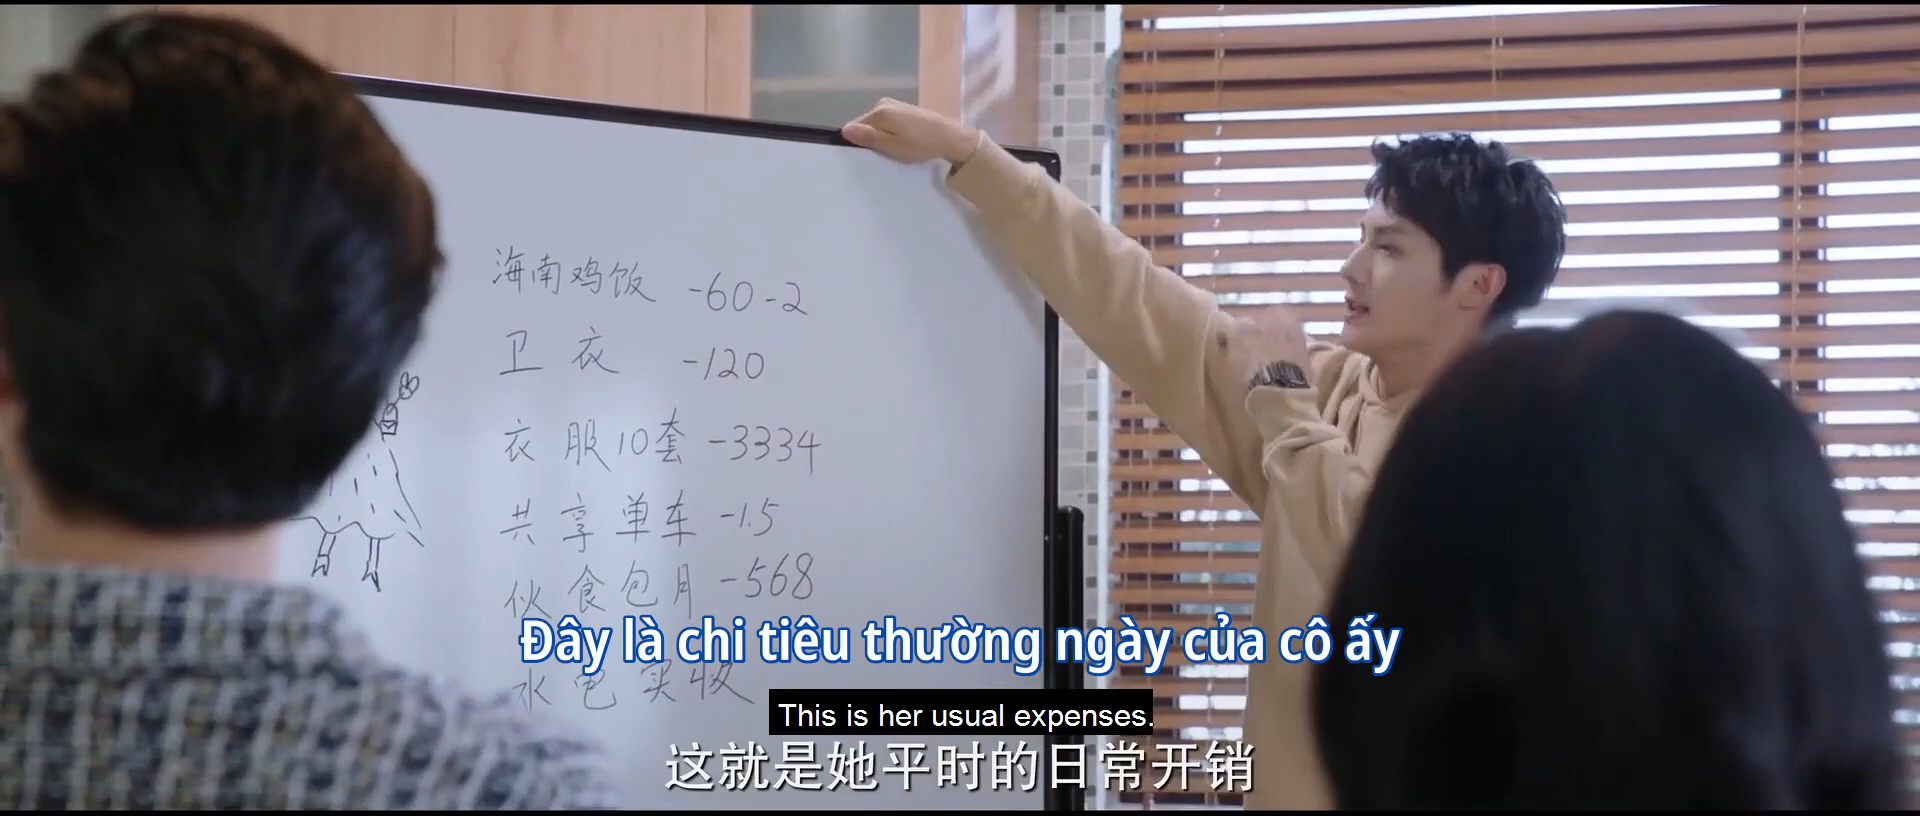 海南鸡饭 -60-2
卫衣 -120
衣服10套 -3334
共享单车 -1.5
伙食包月 -568
水电实收
Đây là chi tiêu thường ngày của cô ấy
This is her usual expenses.
这就是她平时的日常开销